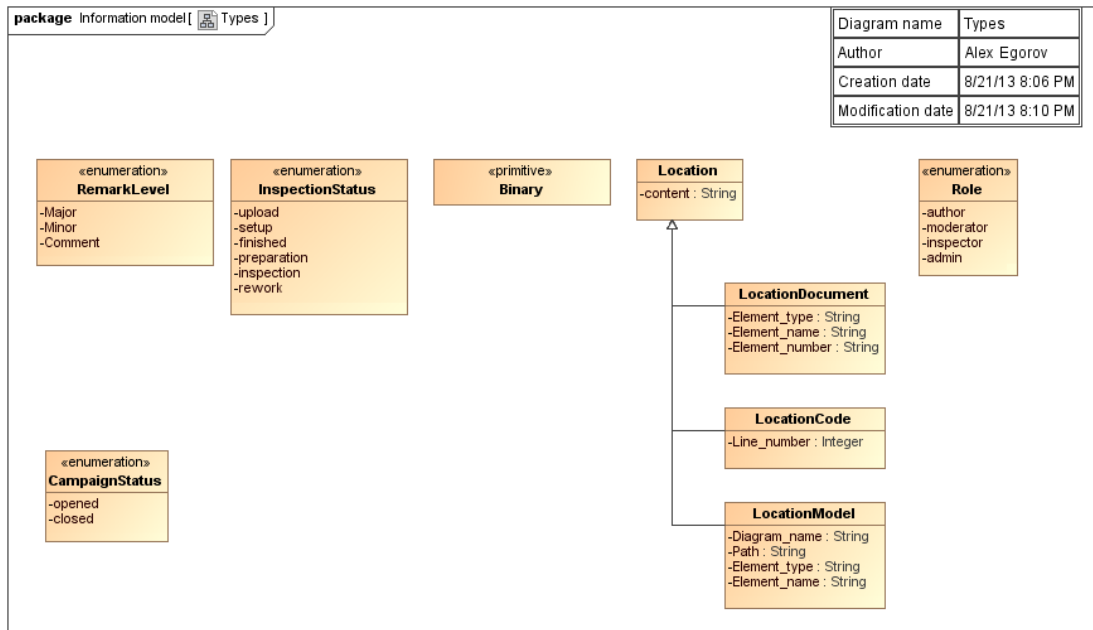 package Information model[ Types ]
Diagram name Types
Author Alex Egorov
Creation date 8/21/13 8:06 PM
Modification date 8/21/13 8:10 PM
«enumeration»
RemarkLevel
-Major
-Minor
-Comment
«enumeration»
InspectionStatus
-upload
-setup
-finished
-preparation
-inspection
-rework
«primitive»
Binary
Location
-content : String
«enumeration»
Role
-author
-moderator
-inspector
-admin
LocationDocument
-Element_type : String
-Element_name : String
-Element_number : String
LocationCode
-Line_number : Integer
«enumeration»
CampaignStatus
-opened
-closed
LocationModel
-Diagram_name : String
-Path : String
-Element_type : String
-Element_name : String